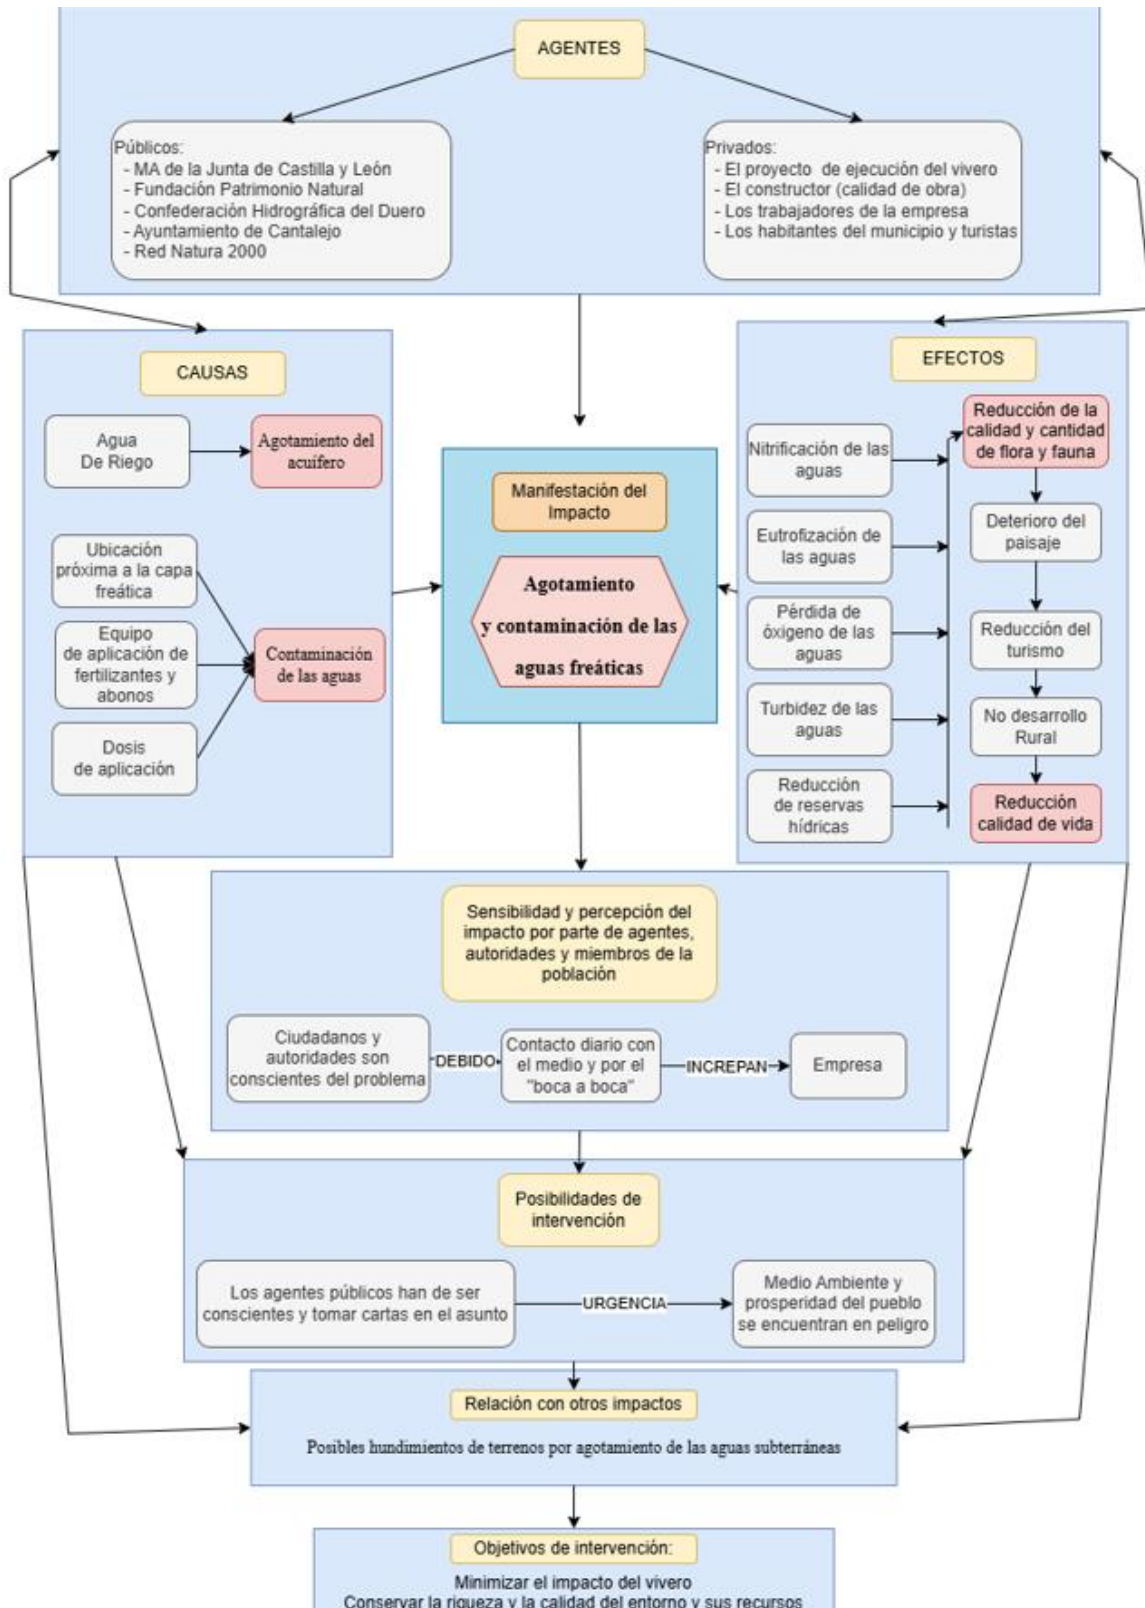 AGENTES
Públicos:
- MA de la Junta de Castilla y León
- Fundación Patrimonio Natural
- Confederación Hidrográfica del Duero
- Ayuntamiento de Cantalejo
- Red Natura 2000
Privados:
- El proyecto de ejecución del vivero
- El constructor (calidad de obra)
- Los trabajadores de la empresa
- Los habitantes del municipio y turistas
CAUSAS
Agua
De Riego
Agotamiento del
acuífero
Ubicación
próxima a la capa
freática
Equipo
de aplicación de
fertilizantes y
abonos
Dosis
de aplicación
Contaminación
de las aguas
Manifestación del
Impacto
Agotamiento
y contaminación de las
aguas freáticas
EFECTOS
Nitrificación de las
aguas
Eutrofización de
las aguas
Pérdida de
óxigeno de las
aguas
Turbidez de las
aguas
Reducción
de reservas
hídricas
Reducción de la
calidad y cantidad
de flora y fauna
Deterioro del
paisaje
Reducción del
turismo
No desarrollo
Rural
Reducción
calidad de vida
Sensibilidad y percepción del
impacto por parte de agentes,
autoridades y miembros de la
población
Ciudadanos y
autoridades son
conscientes del problema
DEBIDO
Contacto diario con
el medio y por el
"boca a boca"
INCREPAN
Empresa
Posibilidades de
intervención
Los agentes públicos han de ser
conscientes y tomar cartas en el asunto
URGENCIA
Medio Ambiente y
prosperidad del pueblo
se encuentran en peligro
Relación con otros impactos
Posibles hundimientos de terrenos por agotamiento de las aguas subterráneas
Objetivos de intervención:
Minimizar el impacto del vivero
Conservar la riqueza y la calidad del entorno y sus recursos